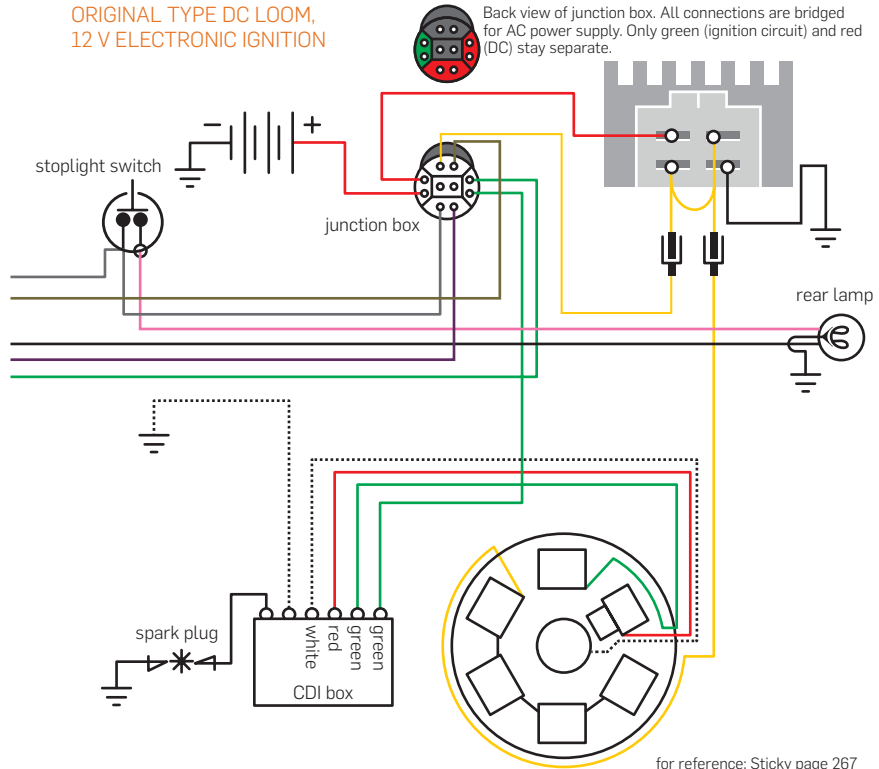 ORIGINAL TYPE DC LOOM,
12 V ELECTRONIC IGNITION
Back view of junction box. All connections are bridged
for AC power supply. Only green (ignition circuit) and red
(DC) stay separate.
–
+
stoplight switch
junction box
rear lamp
spark plug
white
red
green
green
CDI box
for reference: Sticky page 267